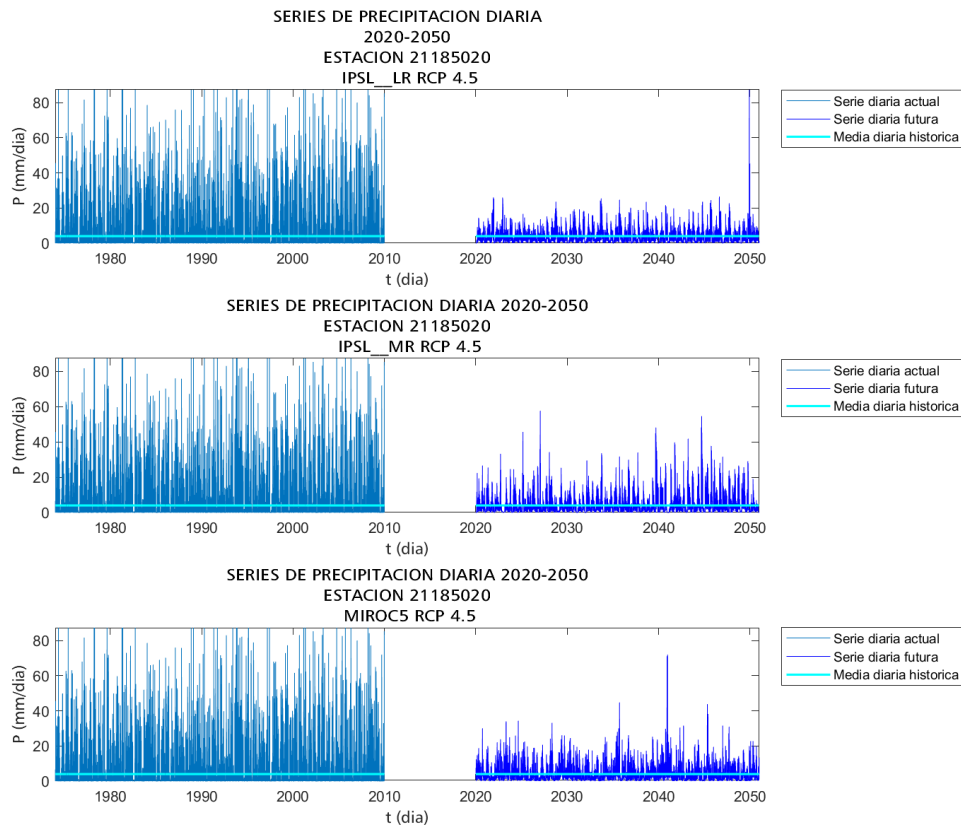 SERIES DE PRECIPITACION DIARIA
2020-2050
ESTACION 21185020
IPSL__LR RCP 4.5
80
60
40
20
0
P (mm/dia)
1980
1990
2000
2010
2020
2030
2040
2050
t (dia)
Serie diaria actual
Serie diaria futura
Media diaria historica
SERIES DE PRECIPITACION DIARIA 2020-2050
ESTACION 21185020
IPSL__MR RCP 4.5
80
60
40
20
0
P (mm/dia)
1980
1990
2000
2010
2020
2030
2040
2050
t (dia)
Serie diaria actual
Serie diaria futura
Media diaria historica
SERIES DE PRECIPITACION DIARIA 2020-2050
ESTACION 21185020
MIROC5 RCP 4.5
80
60
40
20
0
P (mm/dia)
1980
1990
2000
2010
2020
2030
2040
2050
t (dia)
Serie diaria actual
Serie diaria futura
Media diaria historica